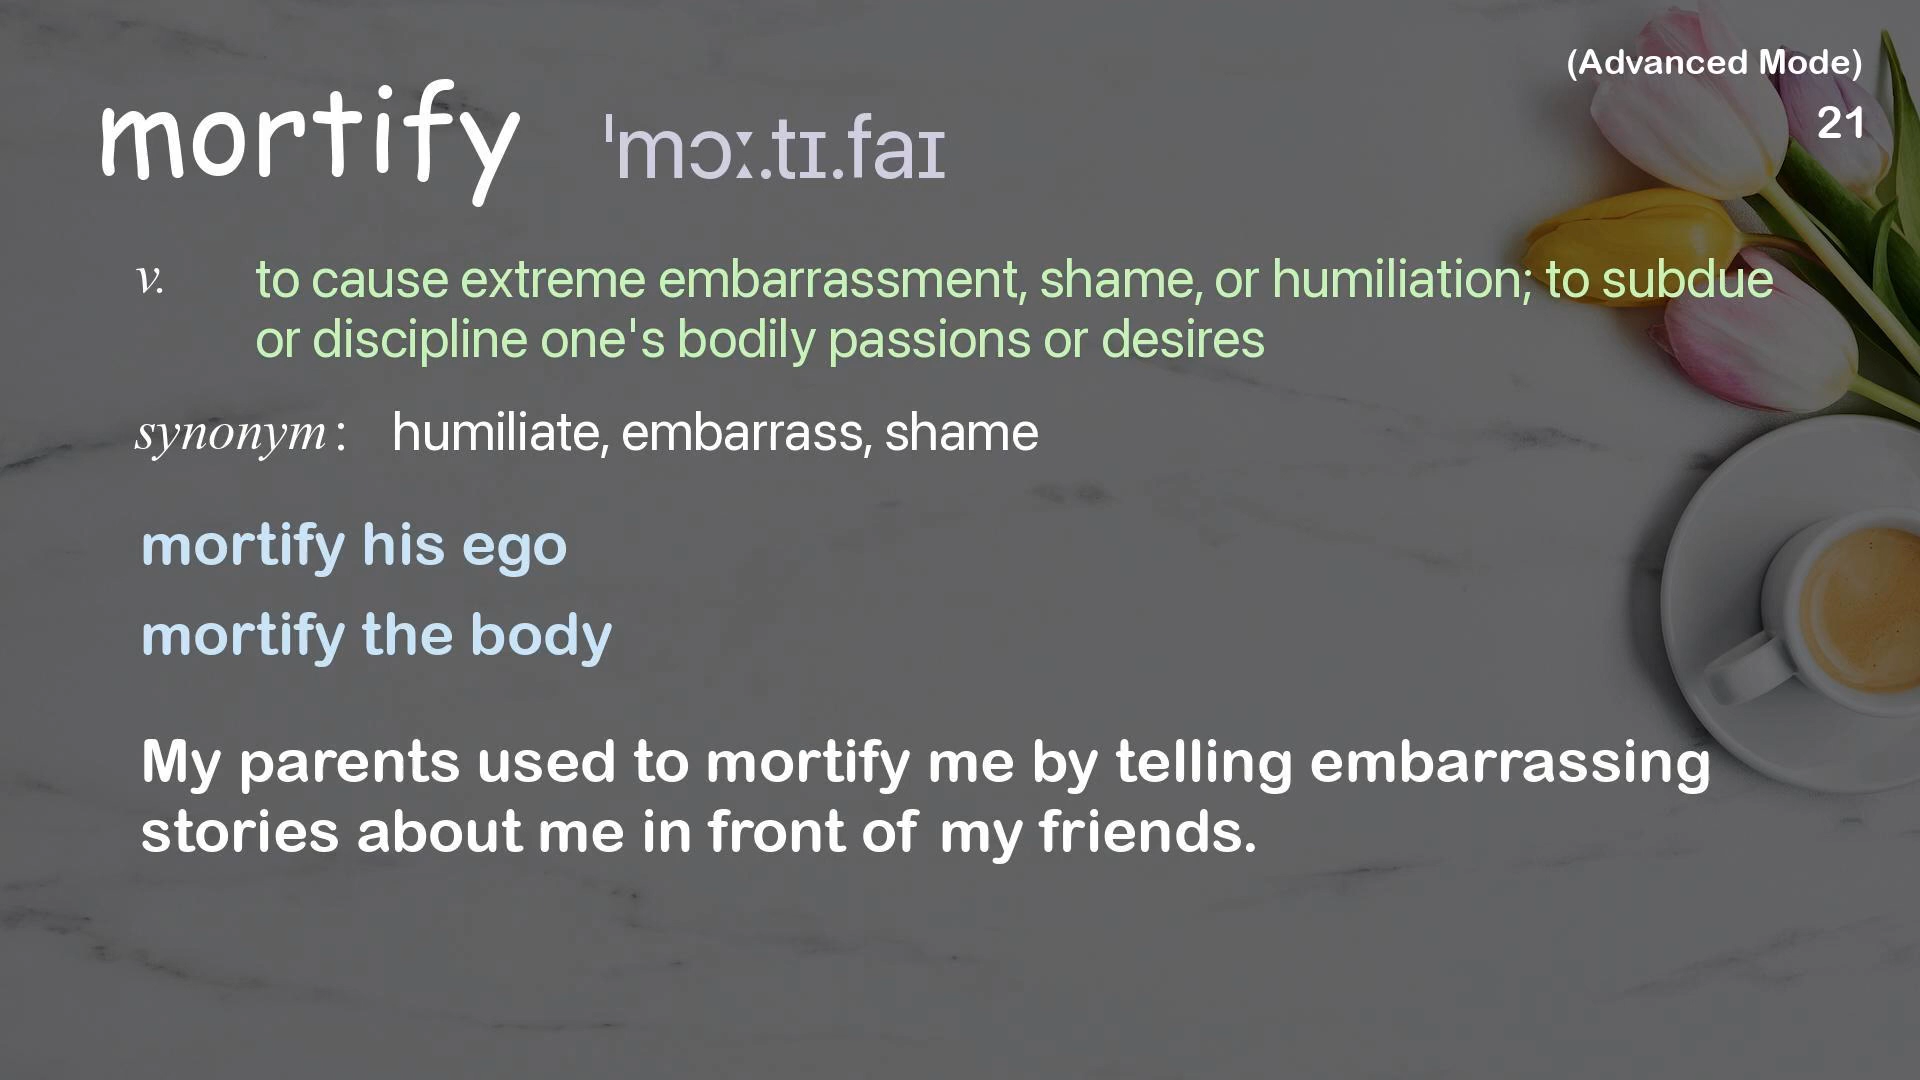 (Advanced Mode)
21
mortify ˈmɔː.tɪ.faɪ
v. to cause extreme embarrassment, shame, or humiliation; to subdue
or discipline one's bodily passions or desires
synonym : humiliate, embarrass, shame
mortify his ego
mortify the body
My parents used to mortify me by telling embarrassing
stories about me in front of my friends.